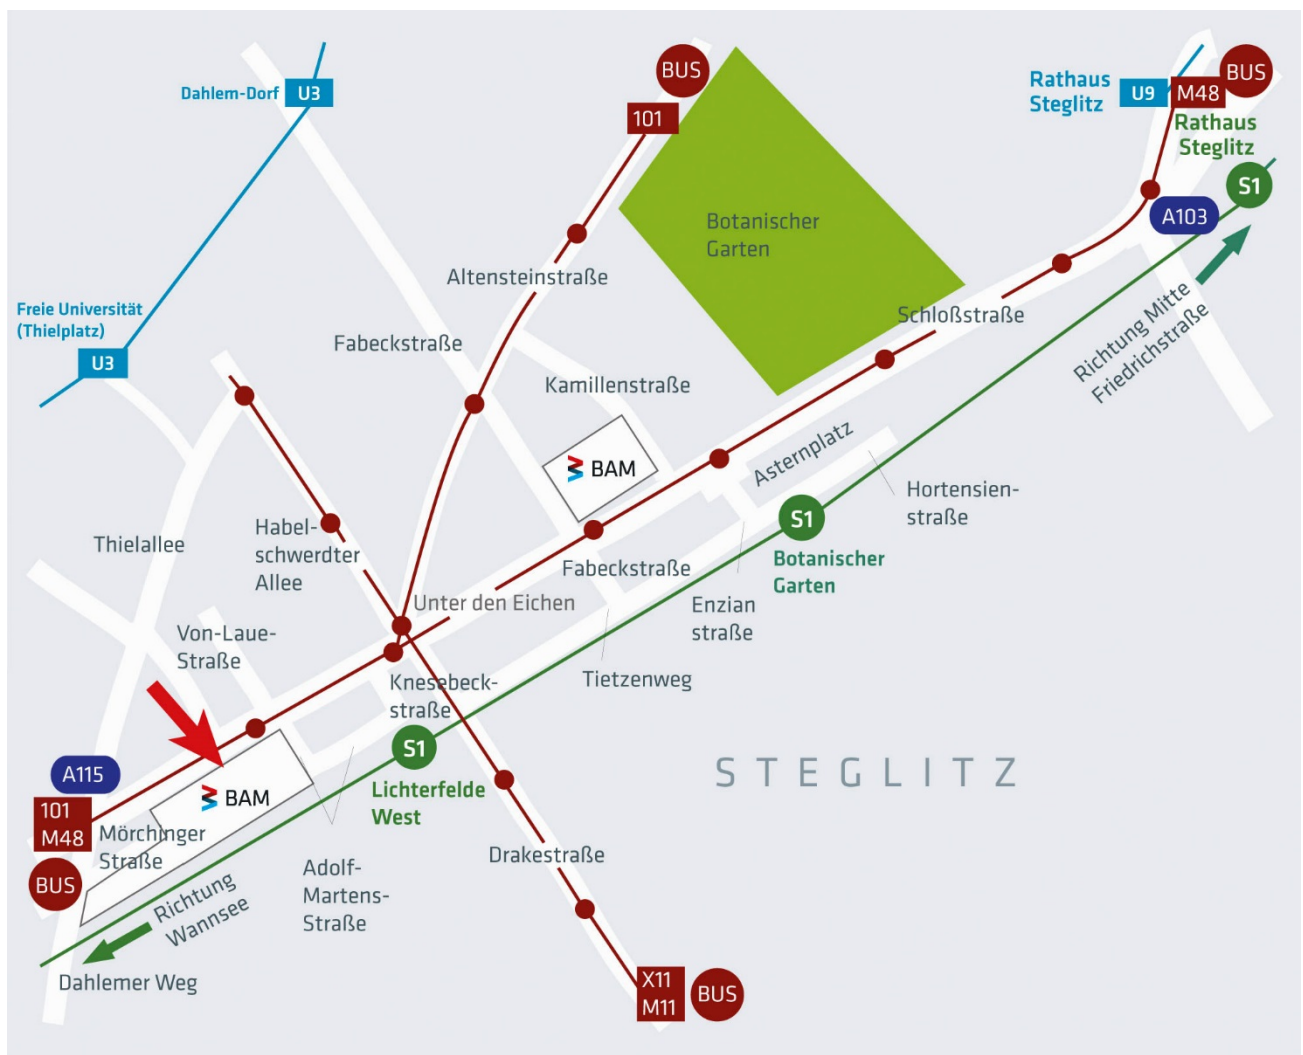 BUS
BUS
Dahlem-Dorf
U3
Rathaus
Steglitz
U9
M48
101
Rathaus
Steglitz
S1
A103
Botanischer
Garten
Altensteinstraße
Freie Universität
(Thielplatz)
U3
Schloßstraße
Richtung Mitte
Friedrichstraße
Fabeckstraße
Kamillenstraße
BAM
Asternplatz
Hortensien-
straße
S1
Botanischer
Garten
Habel-
schwerdter
Allee
Thielallee
Fabeckstraße
Unter den Eichen
Enzian
straße
Von-Laue-
Straße
Tietzenweg
Knesebeck-
straße
S1
Lichterfelde
West
STEGLITZ
A115
BAM
101
M48
Mörchinger
Straße
BUS
Drakestraße
Adolf-
Martens-
Straße
Richtung
Wannsee
Dahlemer Weg
X11
M11
BUS